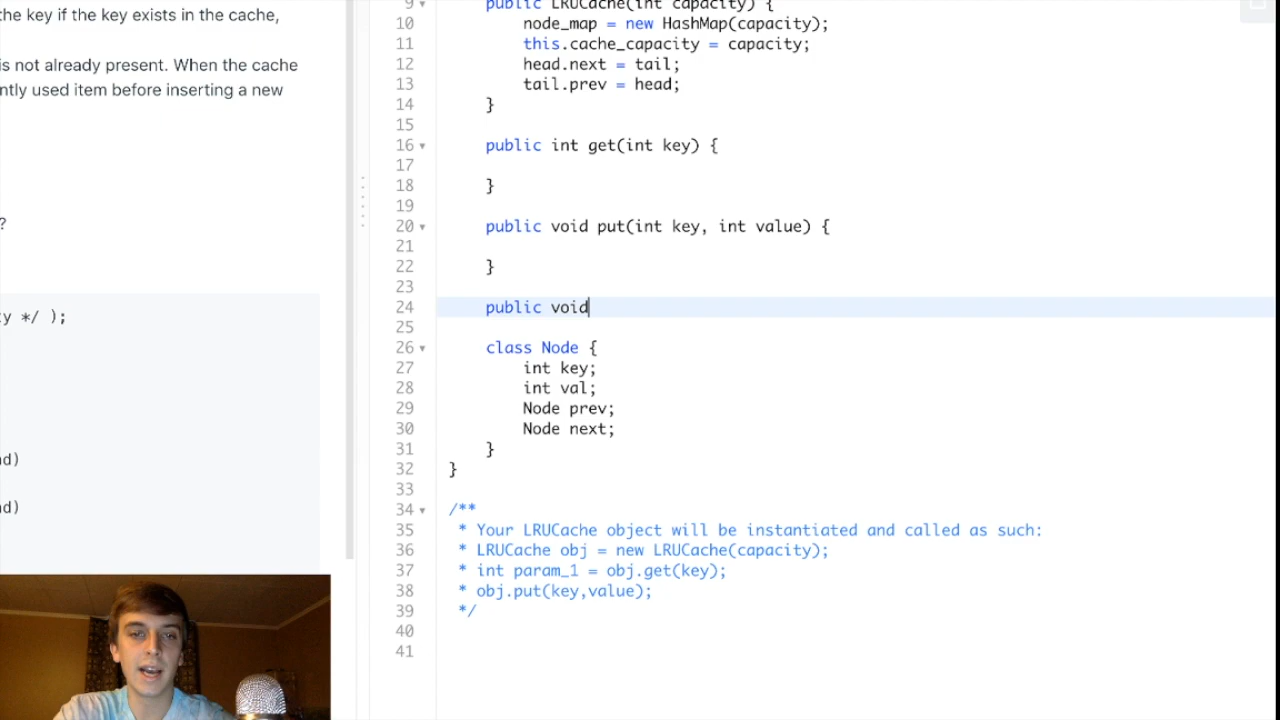 the key if the key exists in the cache,
is not already present. When the cache
ntly used item before inserting a new
?
y */ );
nd)
nd)
9 public LRUCache(int capacity) {
10 node_map = new HashMap(capacity);
11 this.cache_capacity = capacity;
12 head.next = tail;
13 tail.prev = head;
14 }
15
16 public int get(int key) {
17
18 }
19
20 public void put(int key, int value) {
21
22 }
23
24 public void
25
26 class Node {
27 int key;
28 int val;
29 Node prev;
30 Node next;
31 }
32 }
33
34 /**
35 * Your LRUCache object will be instantiated and called as such:
36 * LRUCache obj = new LRUCache(capacity);
37 * int param_1 = obj.get(key);
38 * obj.put(key,value);
39 */
40
41